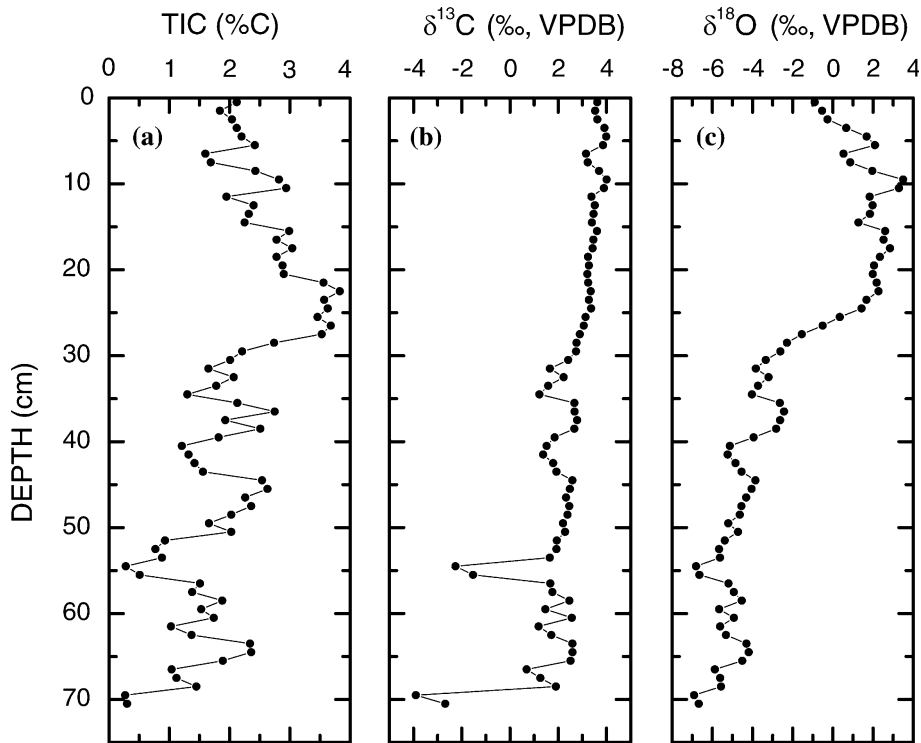 TIC (%C)
δ¹³C (‰, VPDB)
δ¹⁸O (‰, VPDB)
0 1 2 3 4
-4 -2 0 2 4
-8 -6 -4 -2 0 2 4
0
10
20
30
40
50
60
70
(a)
(b)
(c)
DEPTH (cm)